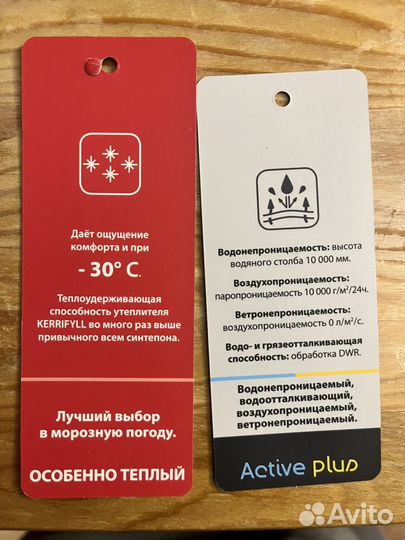 Даёт ощущение
комфорта и при
- 30° С.
Теплоудерживающая
способность утеплителя
KERRIFYLL во много раз выше
привычного всем синтепона.
Лучший выбор
в морозную погоду.
ОСОБЕННО ТЕПЛЫЙ
Водонепроницаемость: высота
водяного столба 10 000 мм.
Воздухопроницаемость:
паропроницаемость 10 000 г/м²/24ч.
Ветронепроницаемость:
воздухопроницаемость 0 л/м²/с.
Водо- и грязеотталкивающая
способность: обработка DWR.
Водонепроницаемый,
водоотталкивающий,
воздухопроницаемый,
ветронепроницаемый.
Active plus
Avito